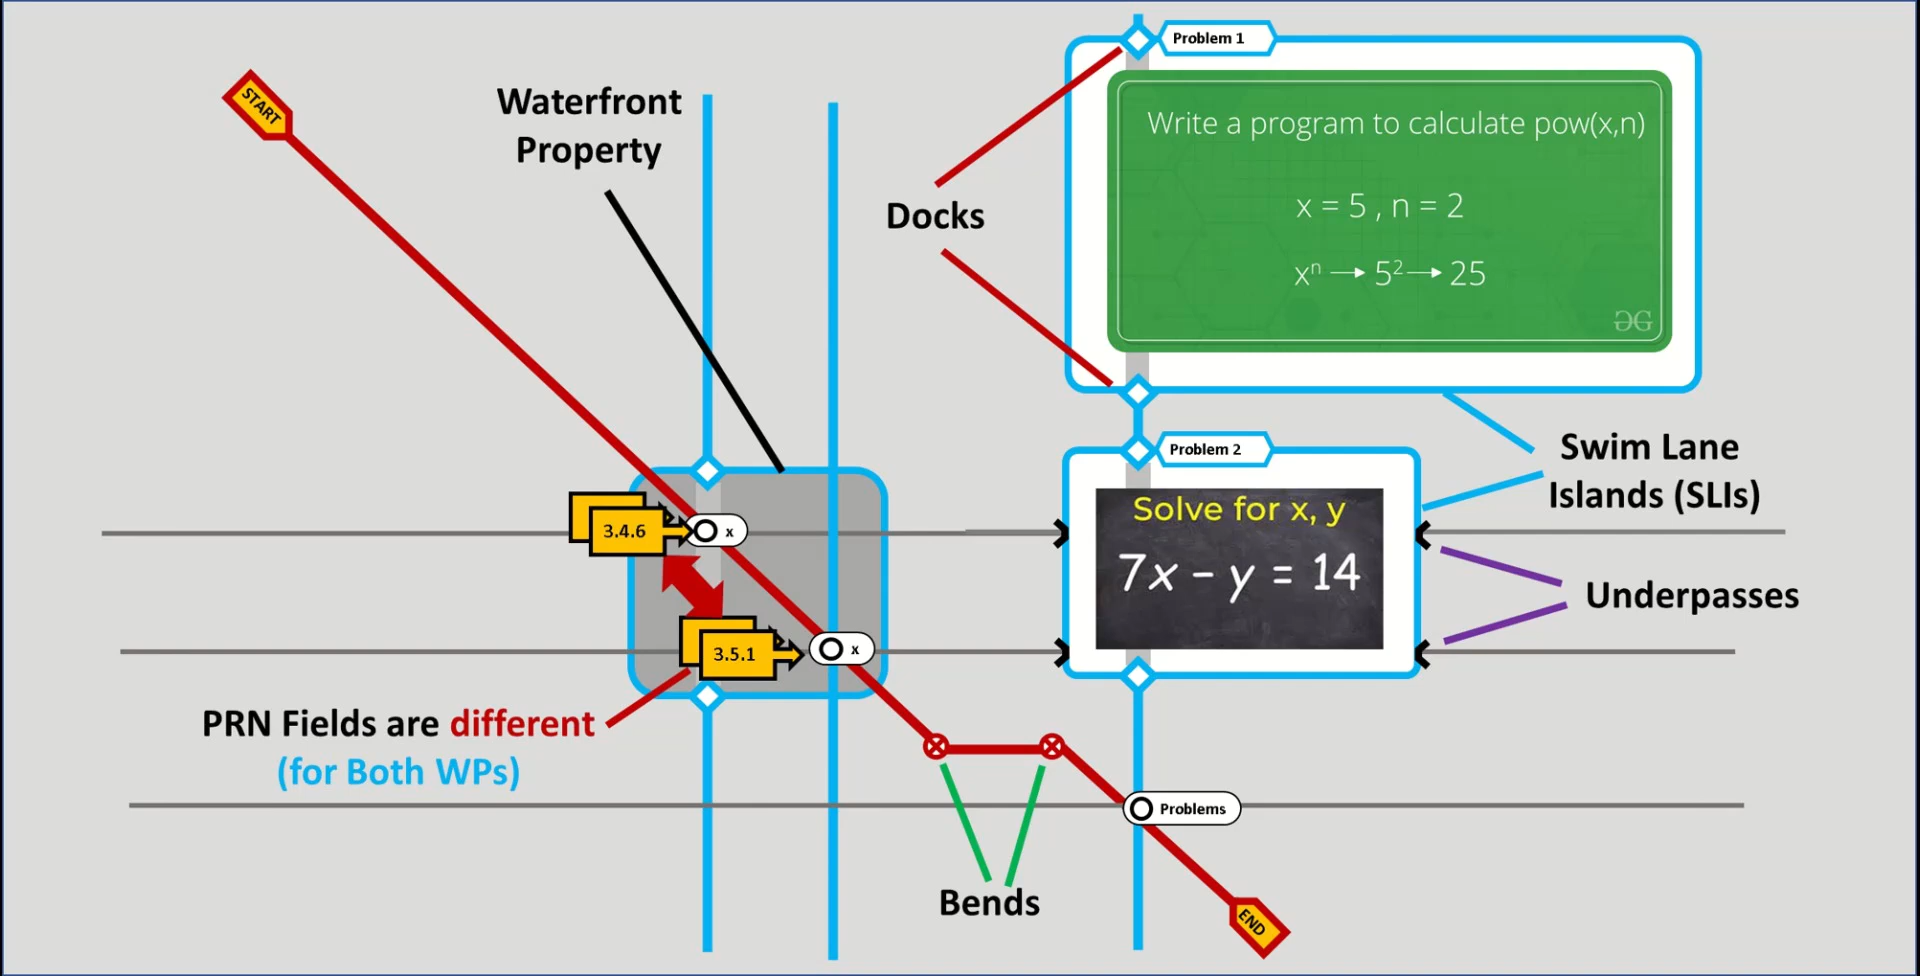 START
Waterfront
Property
Docks
Problem 1
Write a program to calculate pow(x,n)
x = 5 , n = 2
xⁿ → 5² → 25
Problem 2
Solve for x, y
7x – y = 14
Swim Lane
Islands (SLIs)
Underpasses
3.4.6
x
3.5.1
x
PRN Fields are different
(for Both WPs)
Problems
Bends
END